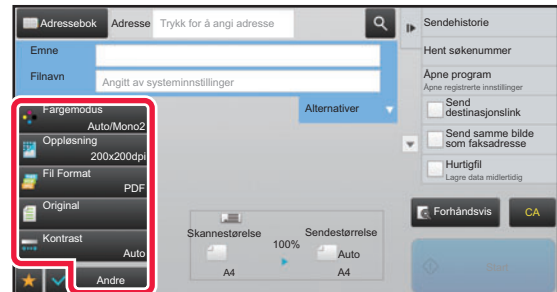 Adressebok
Adresse
Trykk for å angi adresse
Emne
Filnavn
Angitt av systeminnstillinger
Alternativer
Fargemodus
Auto/Mono2
Oppløsning
200x200dpi
Fil Format
PDF
Original
Kontrast
Auto
Andre
Skannestørelse
A4
100%
Sendestørrelse
Auto
A4
Sendehistorie
Hent søkenummer
Åpne program
Åpne registrerte innstillinger
Send
destinasjonslink
Send samme bilde
som faksadresse
Hurtigfil
Lagre data midlertidig
Forhåndsvis
CA
Start